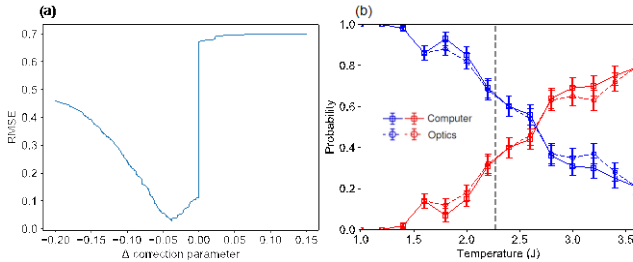 (a)
0.7
0.6
0.5
0.4
0.3
0.2
0.1
0.0
RMSE
−0.20 −0.15 −0.10 −0.05 0.00 0.05 0.10 0.15
Δ correction parameter
(b)
1.0
0.8
0.6
0.4
0.2
0.0
Probability
Computer
Optics
1.0 1.5 2.0 2.5 3.0 3.5
Temperature (J)